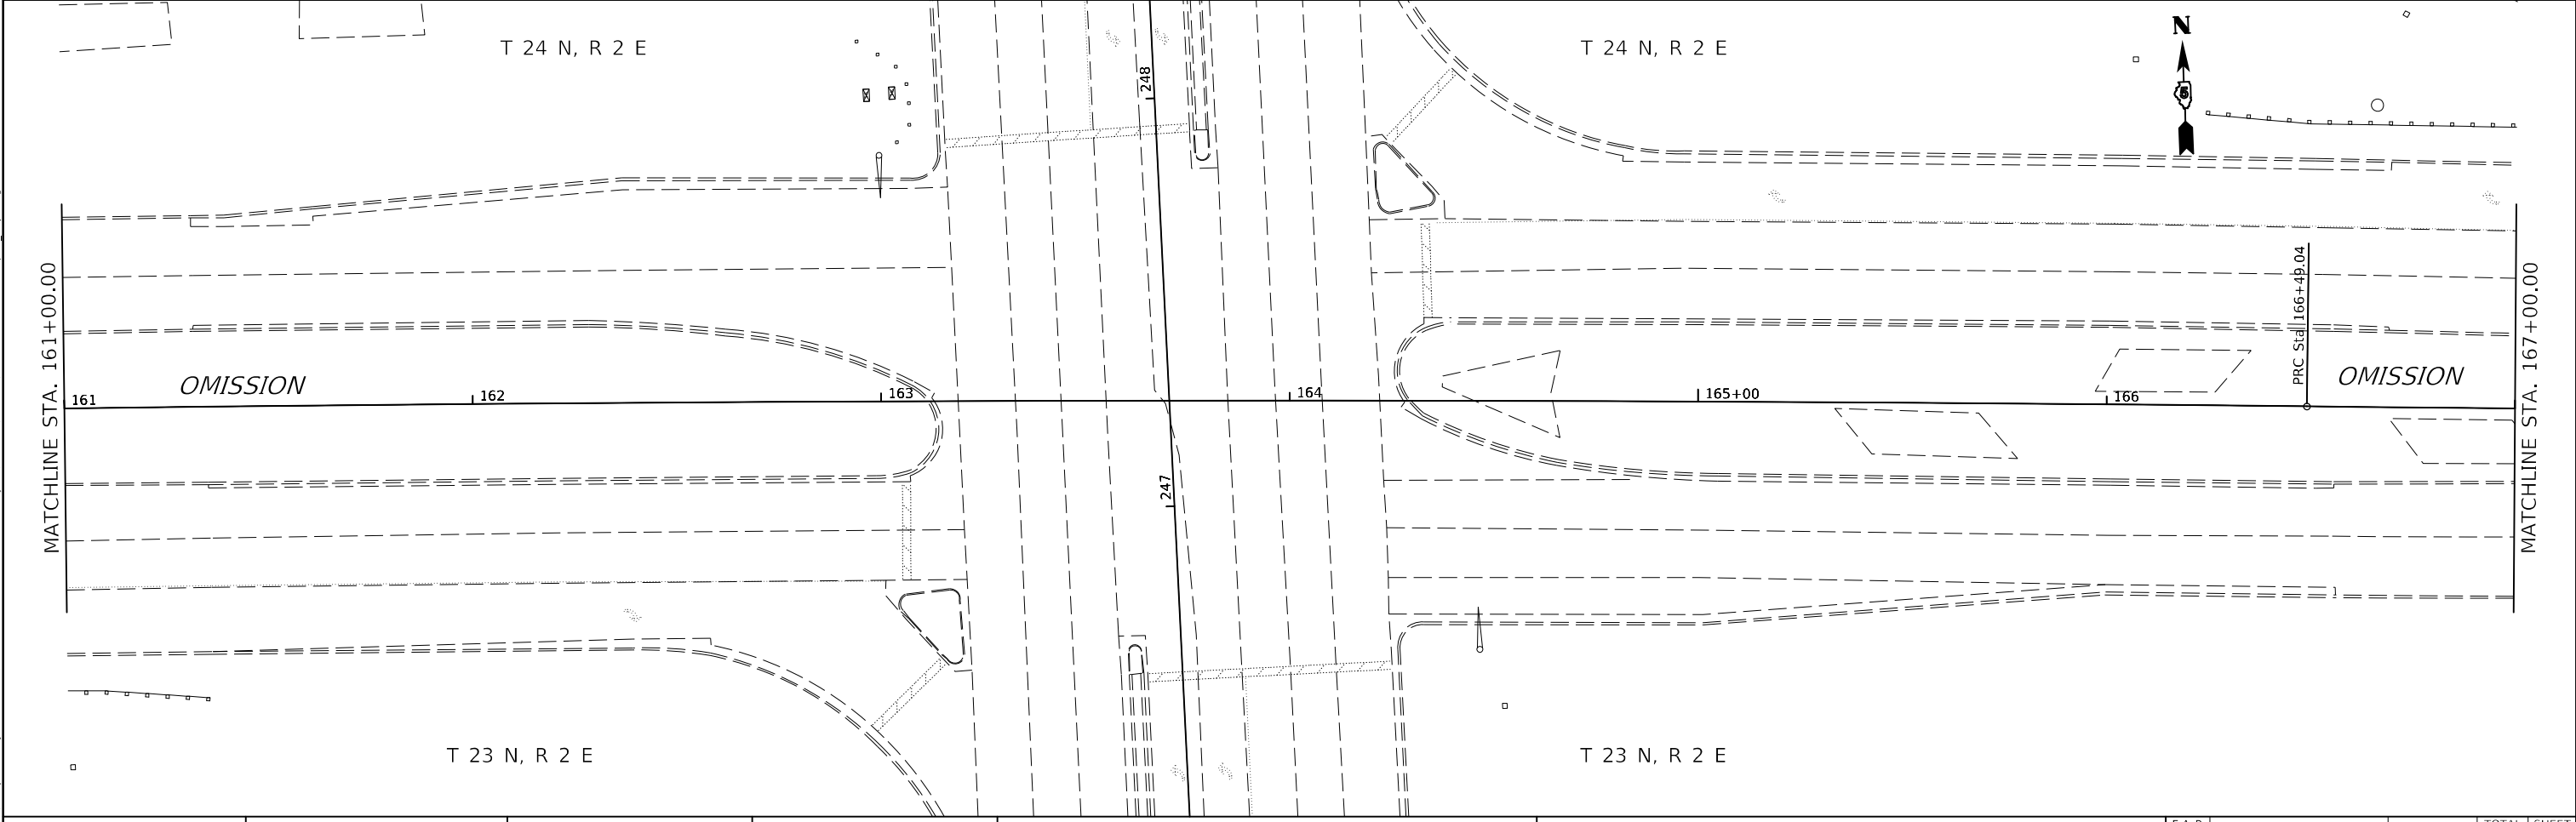 T 24 N, R 2 E
T 24 N, R 2 E
N
5
248
MATCHLINE STA. 161+00.00
OMISSION
161
162
163
164
165+00
166
PRC Sta 166+49.04
OMISSION
MATCHLINE STA. 167+00.00
247
T 23 N, R 2 E
T 23 N, R 2 E